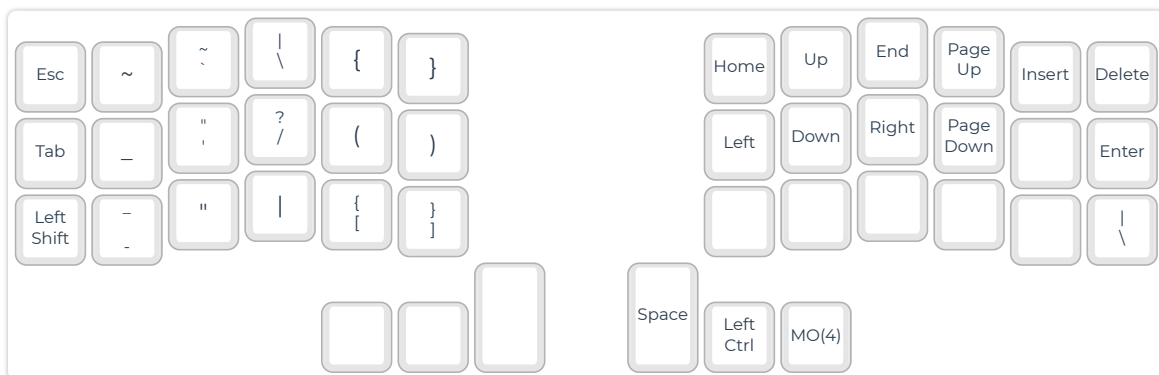 Esc
~
~
`
|
\
{
}
Home
Up
End
Page
Up
Insert
Delete
Tab
_
"
'
?
/
(
)
Left
Down
Right
Page
Down
Enter
Left
Shift
_
-
"
|
{
[
}
]
|
\
Space
Left
Ctrl
MO(4)